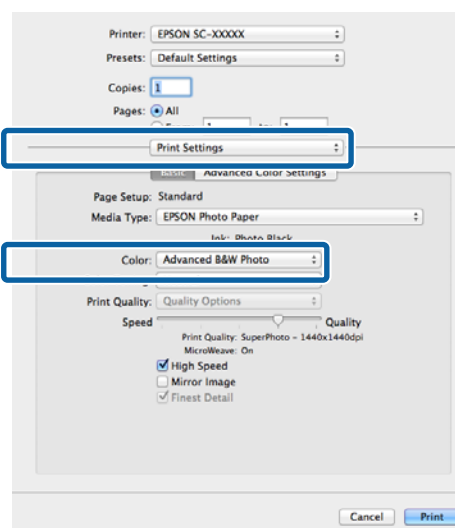 Printer: EPSON SC-XXXXX
Presets: Default Settings
Copies: 1
Pages: All
Print Settings
Basic Advanced Color Settings
Page Setup: Standard
Media Type: EPSON Photo Paper
Ink: Photo Black
Color: Advanced B&W Photo
Print Quality: Quality Options
Speed Quality
Print Quality: SuperPhoto - 1440x1440dpi
MicroWeave: On
High Speed
Mirror Image
Finest Detail
Cancel Print